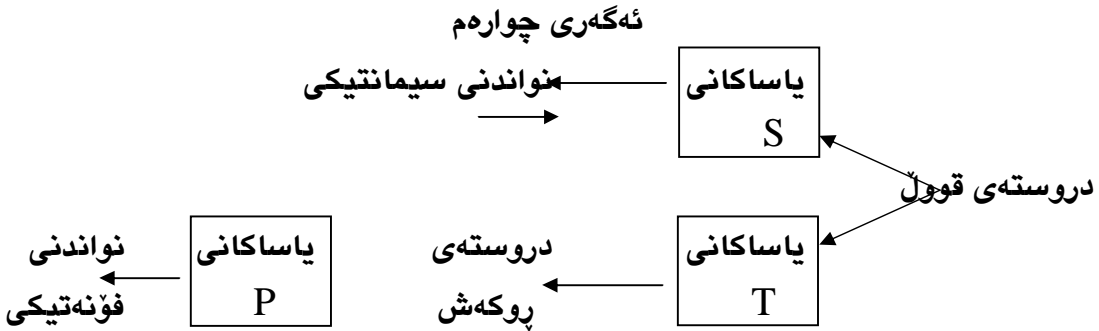 ئەگەری چوارەم
یاساکانی
S
نواندنی سیمانتیکی
دروستەی قووڵ
یاساکانی
T
دروستەی
ڕوکەش
یاساکانی
P
نواندنی
فۆنەتیکی